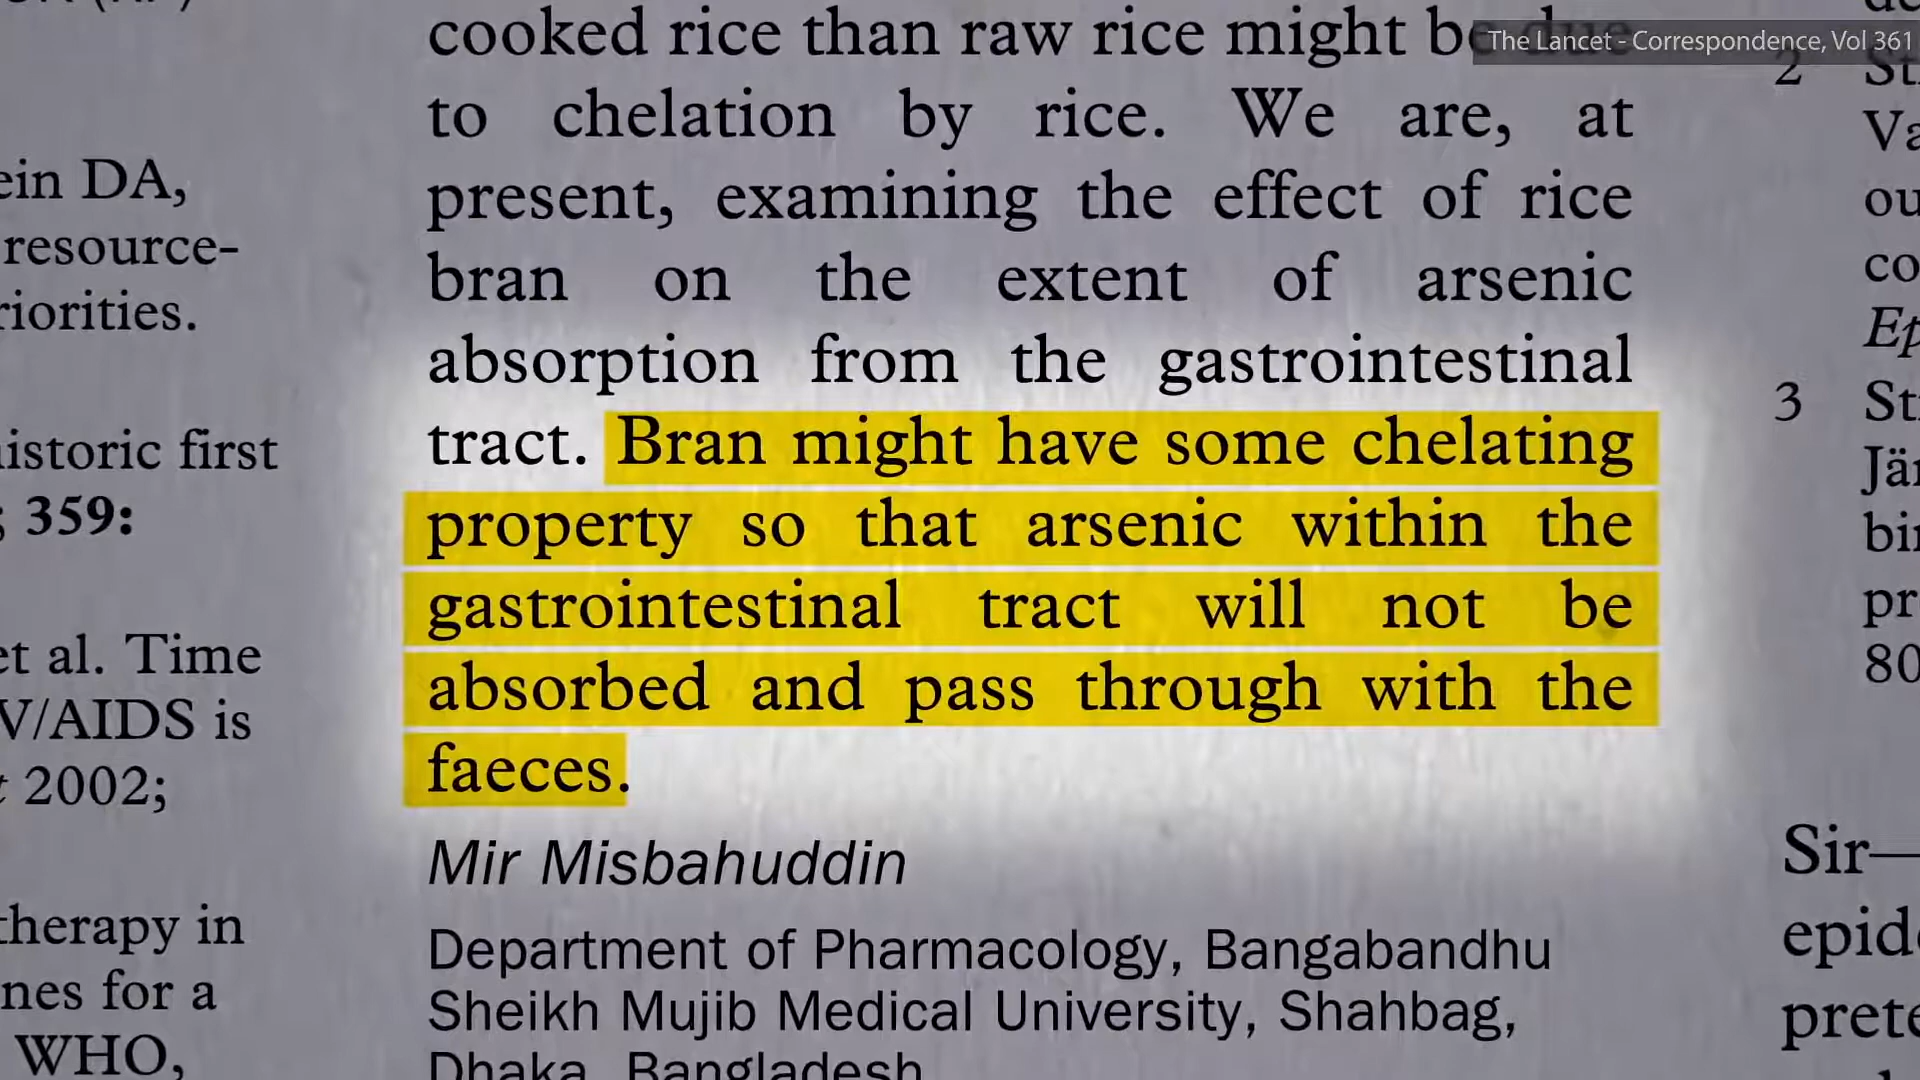 The Lancet - Correspondence, Vol 361
ein DA,
resource-
riorities.
istoric first
359:
et al. Time
V/AIDS is
2002;
therapy in
nes for a
WHO,
cooked rice than raw rice might be due
to chelation by rice. We are, at
present, examining the effect of rice
bran on the extent of arsenic
absorption from the gastrointestinal
tract. Bran might have some chelating
property so that arsenic within the
gastrointestinal tract will not be
absorbed and pass through with the
faeces.
Mir Misbahuddin
Department of Pharmacology, Bangabandhu
Sheikh Mujib Medical University, Shahbag,
Dhaka, Bangladesh
2 St
Va
ou
co
Ep
3 St
Jär
bin
pr
80
Sir—
epide
prete